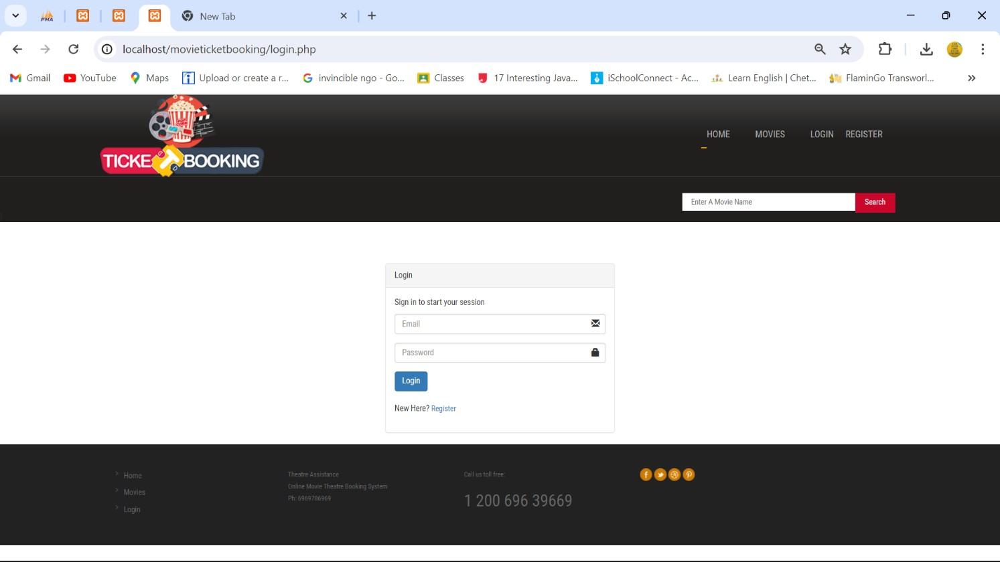 PMA
New Tab
localhost/movieticketbooking/login.php
Gmail YouTube Maps Upload or create a r... invincible ngo - Go... Classes 17 Interesting Java... iSchoolConnect - Ac... Learn English | Chet... FlaminGo Transworl...
POP CORN
TICKETBOOKING
HOME MOVIES LOGIN REGISTER
Enter A Movie Name Search
Login
Sign in to start your session
Email
Password
Login
New Here? Register
Home
Movies
Login
Theatre Assistance
Online Movie Theatre Booking System
Ph: 6969786969
Call us toll free:
1 200 696 39669